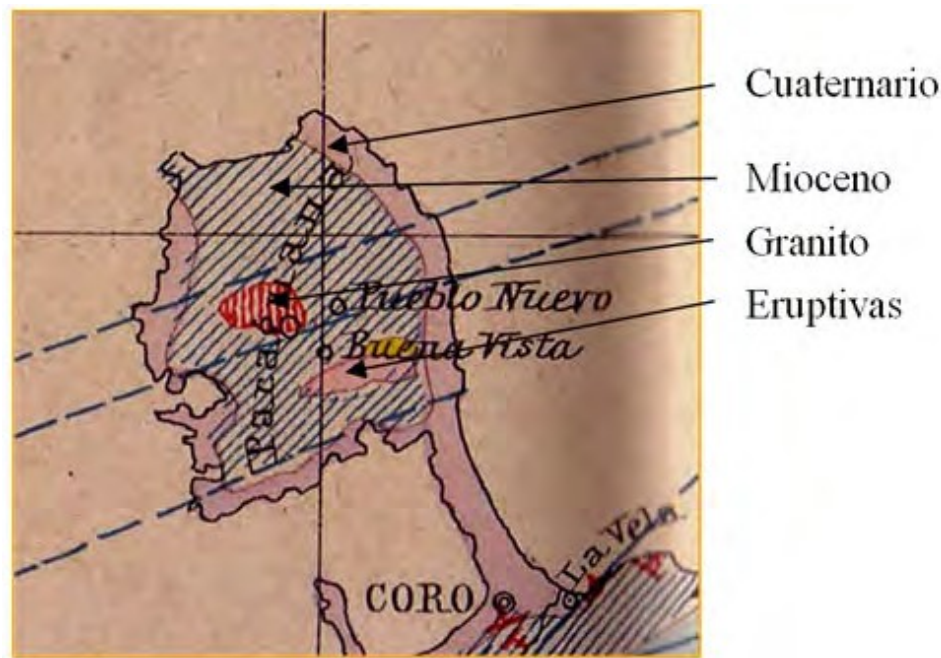 Cuaternario
Mioceno
Granito
Eruptivas
Paraguaná
Pueblo Nuevo
Buena Vista
CORO
La Vela